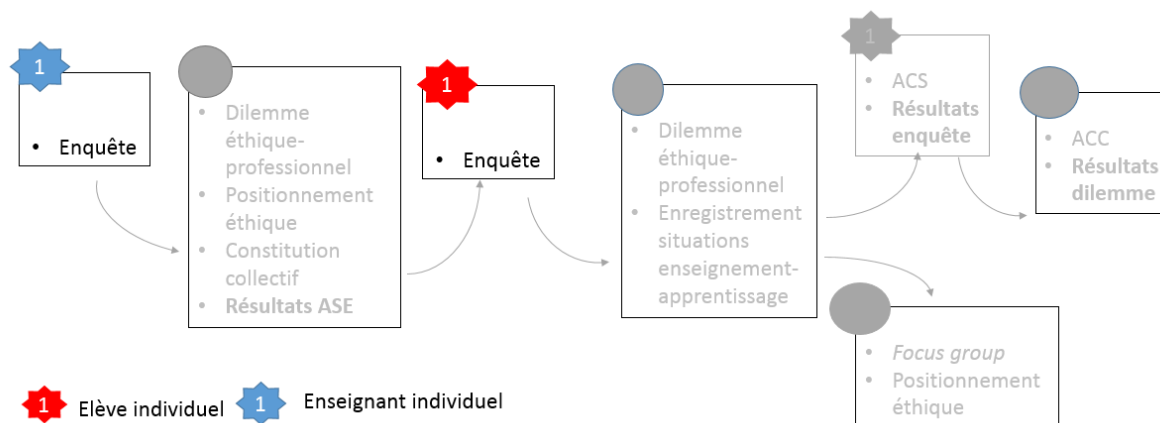 1
• Enquête
• Dilemme
éthique-
professionnel
• Positionnement
éthique
• Constitution
collectif
• Résultats ASE
1
• Enquête
• Dilemme
éthique-
professionnel
• Enregistrement
situations
enseignement-
apprentissage
1
• ACS
• Résultats
enquête
• ACC
• Résultats
dilemme
• Focus group
• Positionnement
éthique
1 Elève individuel
1 Enseignant individuel